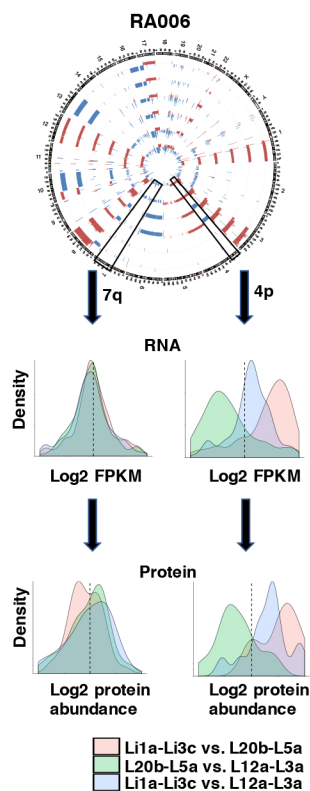 RA006
7q
4p
RNA
Density
Log2 FPKM
Log2 FPKM
Protein
Density
Log2 protein
abundance
Log2 protein
abundance
Li1a-Li3c vs. L20b-L5a
L20b-L5a vs. L12a-L3a
Li1a-Li3c vs. L12a-L3a